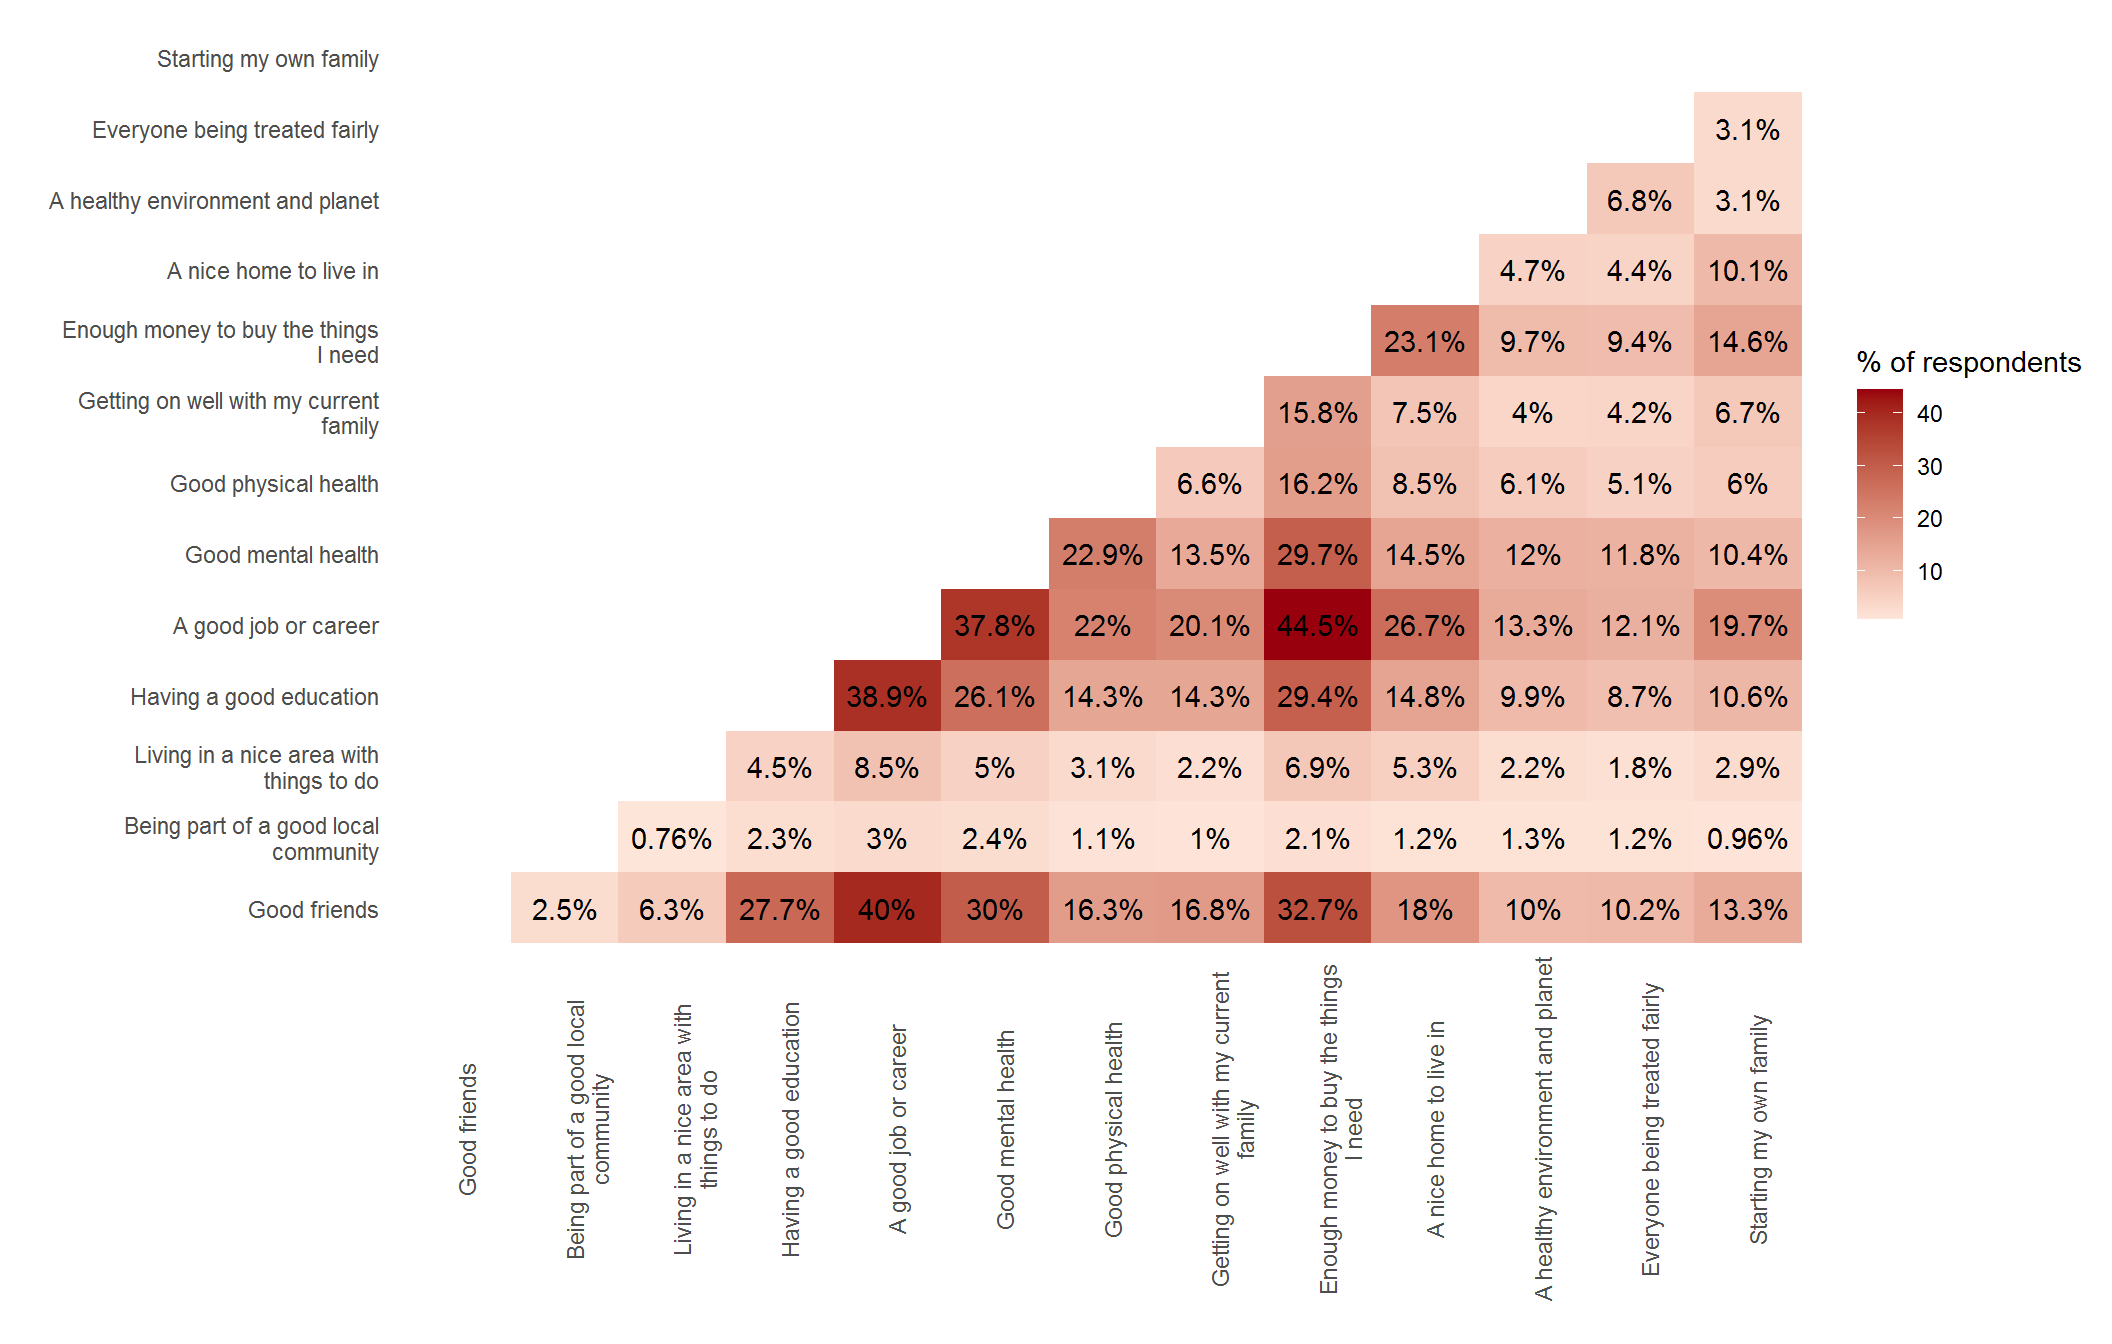 Starting my own family
Everyone being treated fairly
3.1%
A healthy environment and planet
6.8% 3.1%
A nice home to live in
4.7% 4.4% 10.1%
Enough money to buy the things
I need
23.1% 9.7% 9.4% 14.6%
Getting on well with my current
family
15.8% 7.5% 4% 4.2% 6.7%
Good physical health
6.6% 16.2% 8.5% 6.1% 5.1% 6%
Good mental health
22.9% 13.5% 29.7% 14.5% 12% 11.8% 10.4%
A good job or career
37.8% 22% 20.1% 44.5% 26.7% 13.3% 12.1% 19.7%
Having a good education
38.9% 26.1% 14.3% 14.3% 29.4% 14.8% 9.9% 8.7% 10.6%
Living in a nice area with
things to do
4.5% 8.5% 5% 3.1% 2.2% 6.9% 5.3% 2.2% 1.8% 2.9%
Being part of a good local
community
0.76% 2.3% 3% 2.4% 1.1% 1% 2.1% 1.2% 1.3% 1.2% 0.96%
Good friends
2.5% 6.3% 27.7% 40% 30% 16.3% 16.8% 32.7% 18% 10% 10.2% 13.3%
Good friends
Being part of a good local
community
Living in a nice area with
things to do
Having a good education
A good job or career
Good mental health
Good physical health
Getting on well with my current
family
Enough money to buy the things
I need
A nice home to live in
A healthy environment and planet
Everyone being treated fairly
Starting my own family
% of respondents
40
30
20
10